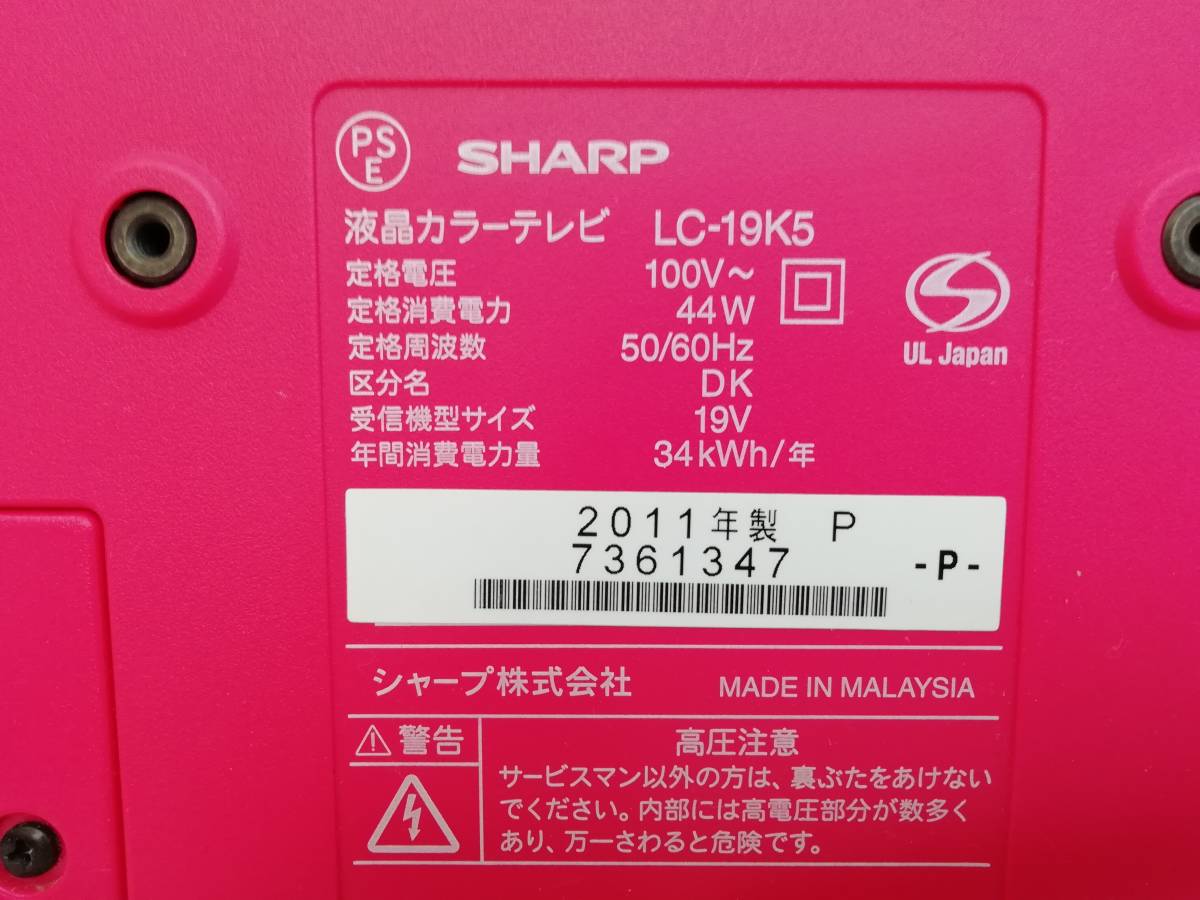 PS
E
SHARP
液晶カラーテレビ LC-19K5
定格電圧 100V～
定格消費電力 44W
定格周波数 50/60Hz
区分名 DK
受信機型サイズ 19V
年間消費電力量 34kWh/年
S
UL Japan
2011年製 P
7361347 -P-
シャープ株式会社 MADE IN MALAYSIA
警告
高圧注意
サービスマン以外の方は、裏ぶたをあけない
でください。内部には高電圧部分が数多く
あり、万一さわると危険です。